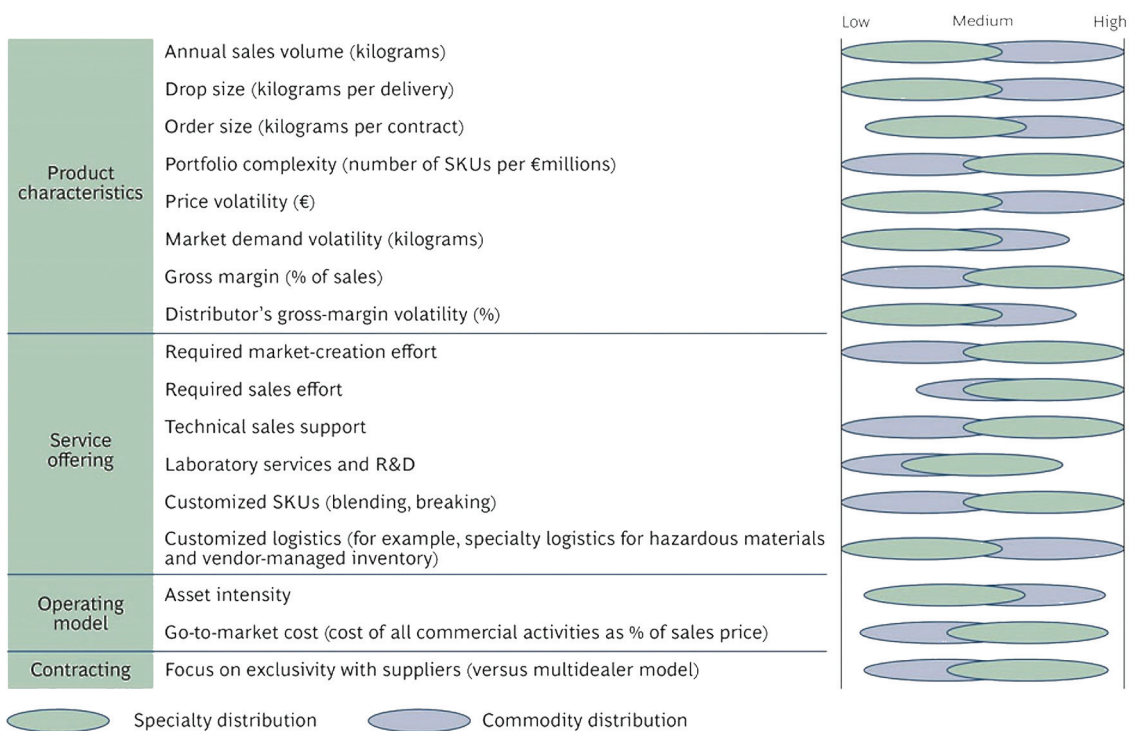 Low Medium High
Product
characteristics
Annual sales volume (kilograms)
Drop size (kilograms per delivery)
Order size (kilograms per contract)
Portfolio complexity (number of SKUs per €millions)
Price volatility (€)
Market demand volatility (kilograms)
Gross margin (% of sales)
Distributor’s gross-margin volatility (%)
Service
offering
Required market-creation effort
Required sales effort
Technical sales support
Laboratory services and R&D
Customized SKUs (blending, breaking)
Customized logistics (for example, specialty logistics for hazardous materials
and vendor-managed inventory)
Operating
model
Asset intensity
Go-to-market cost (cost of all commercial activities as % of sales price)
Contracting
Focus on exclusivity with suppliers (versus multidealer model)
Specialty distribution
Commodity distribution